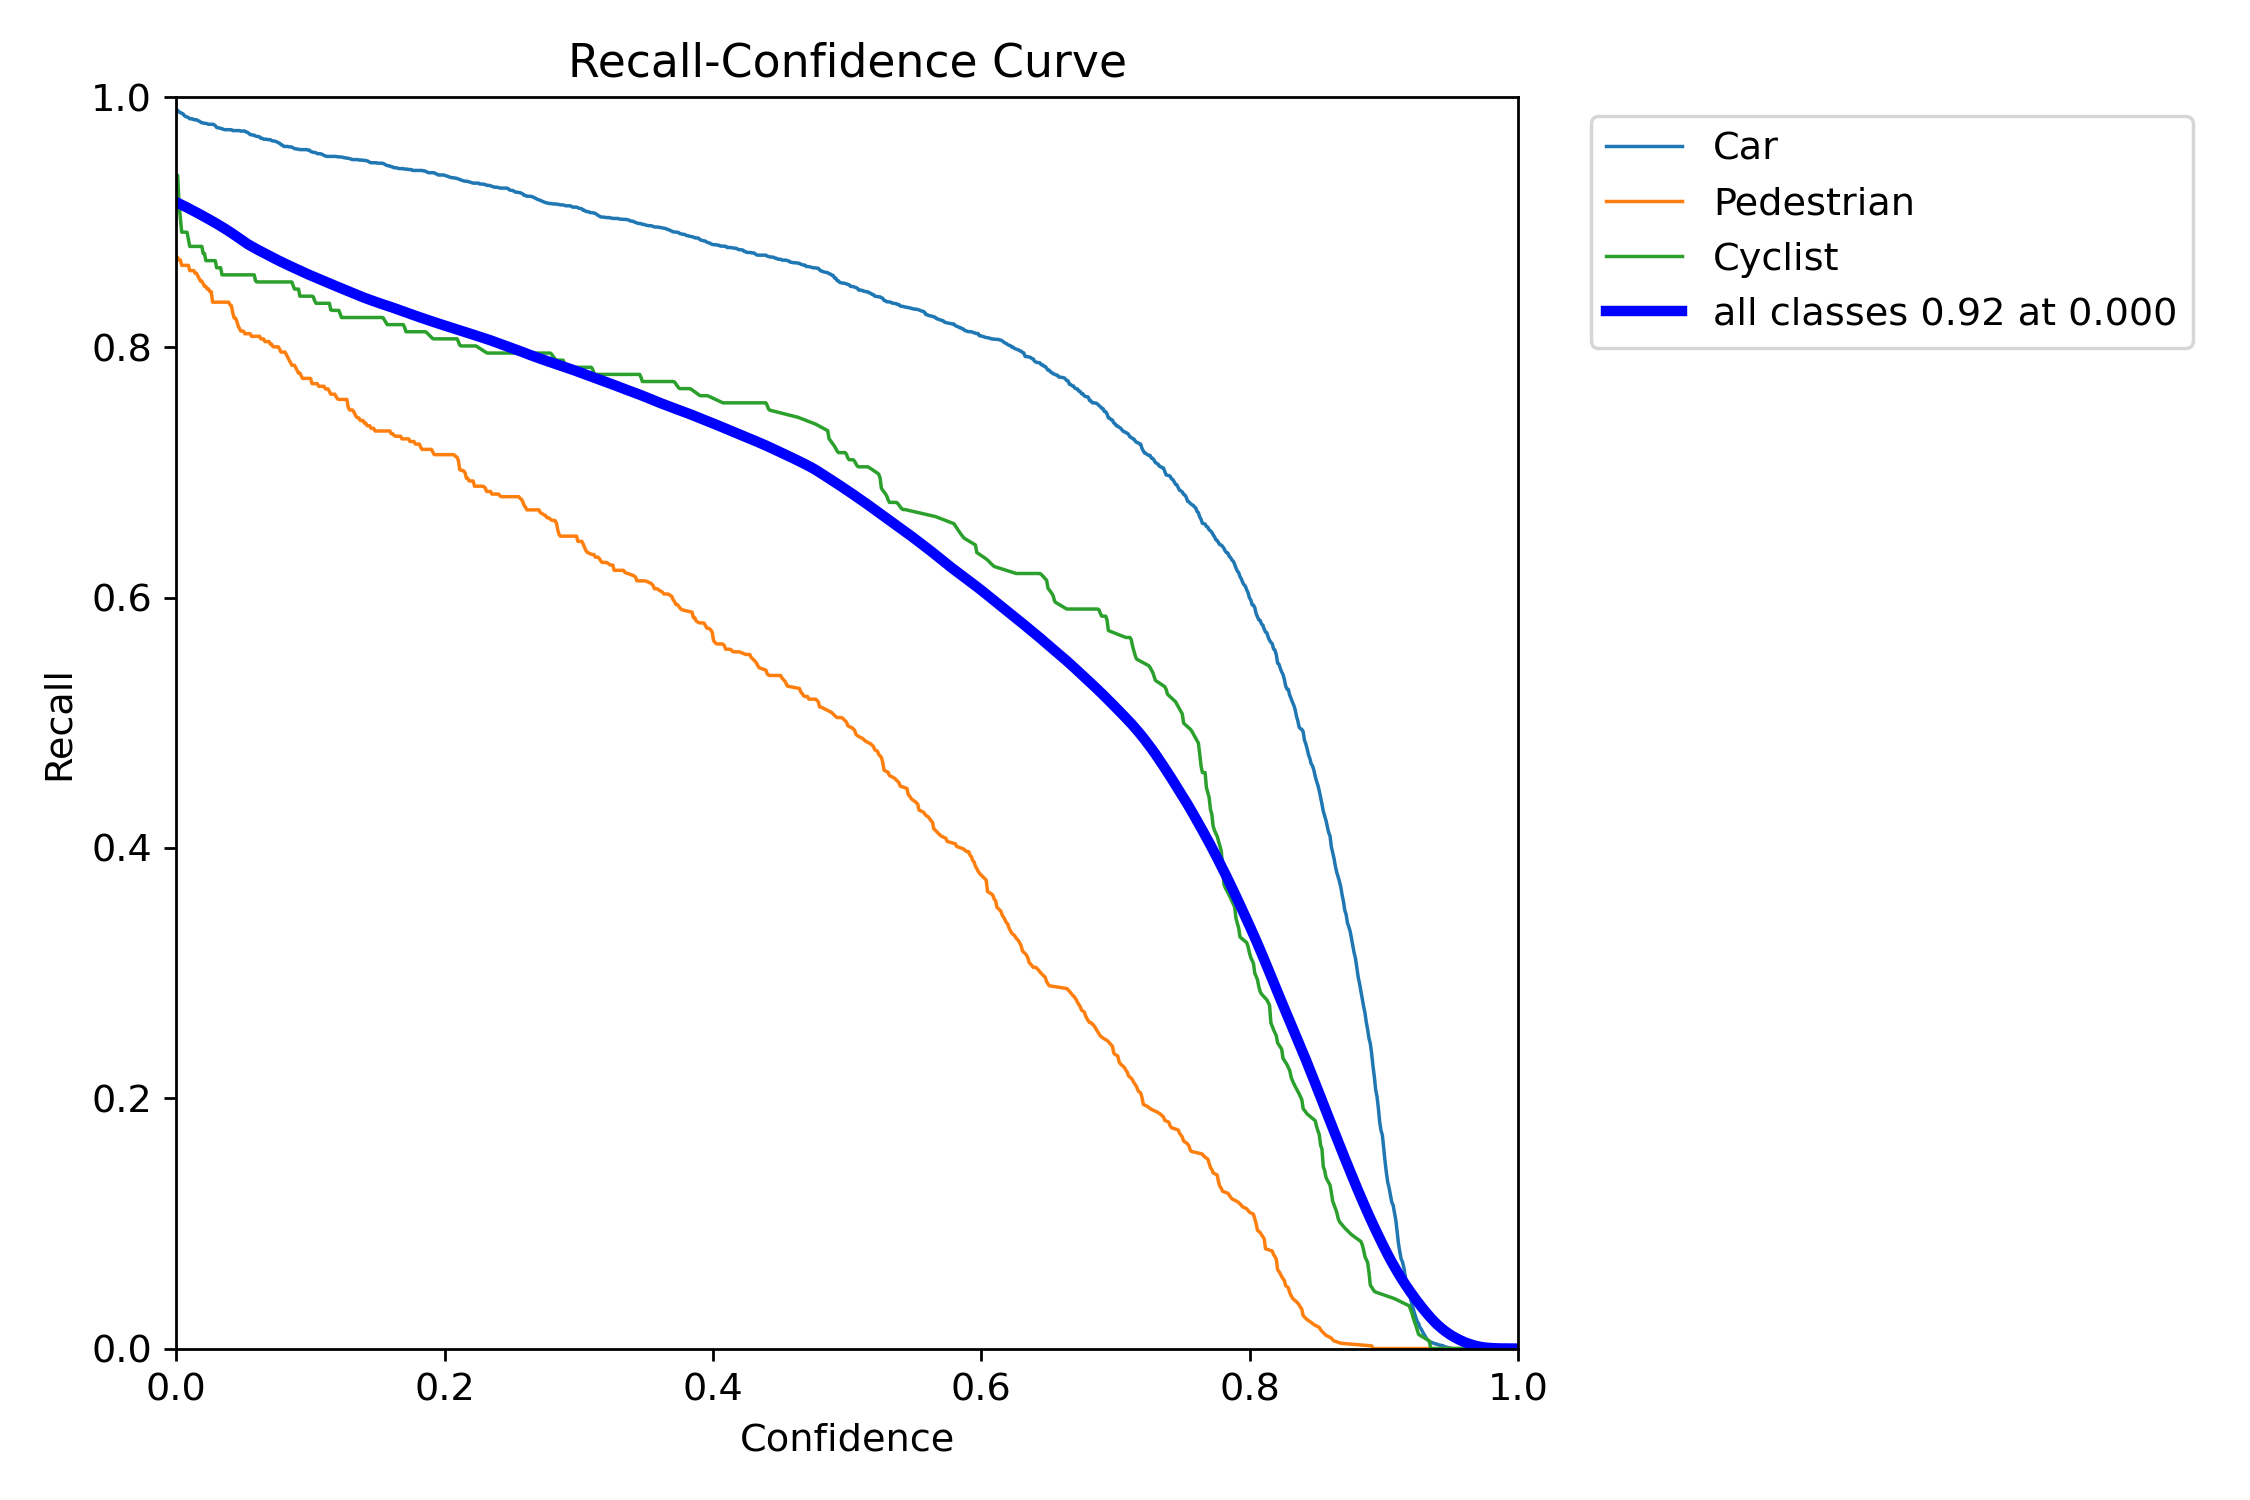 Recall-Confidence Curve
1.0
0.8
0.6
0.4
0.2
0.0
Recall
0.0 0.2 0.4 0.6 0.8 1.0
Confidence
Car
Pedestrian
Cyclist
all classes 0.92 at 0.000